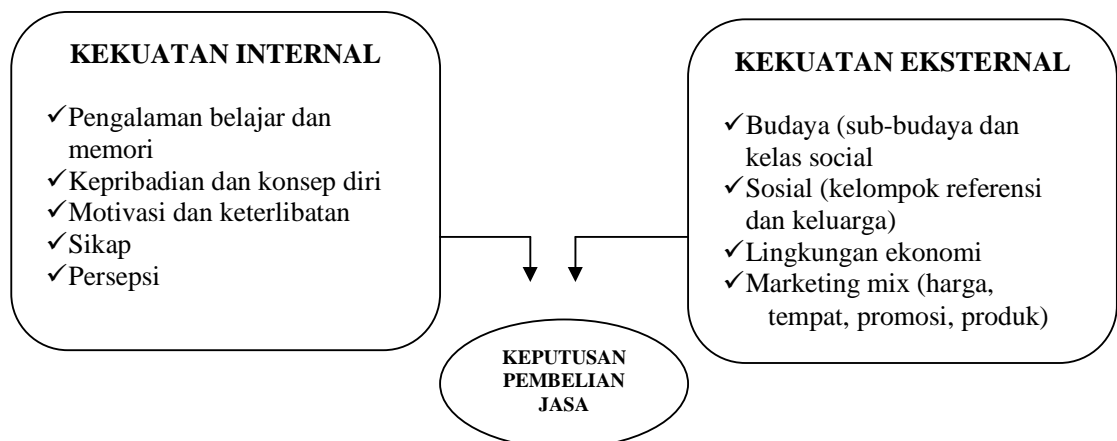 KEKUATAN INTERNAL
✓Pengalaman belajar dan
memori
✓Kepribadian dan konsep diri
✓Motivasi dan keterlibatan
✓Sikap
✓Persepsi
KEKUATAN EKSTERNAL
✓Budaya (sub-budaya dan
kelas social
✓Sosial (kelompok referensi
dan keluarga)
✓Lingkungan ekonomi
✓Marketing mix (harga,
tempat, promosi, produk)
KEPUTUSAN
PEMBELIAN
JASA